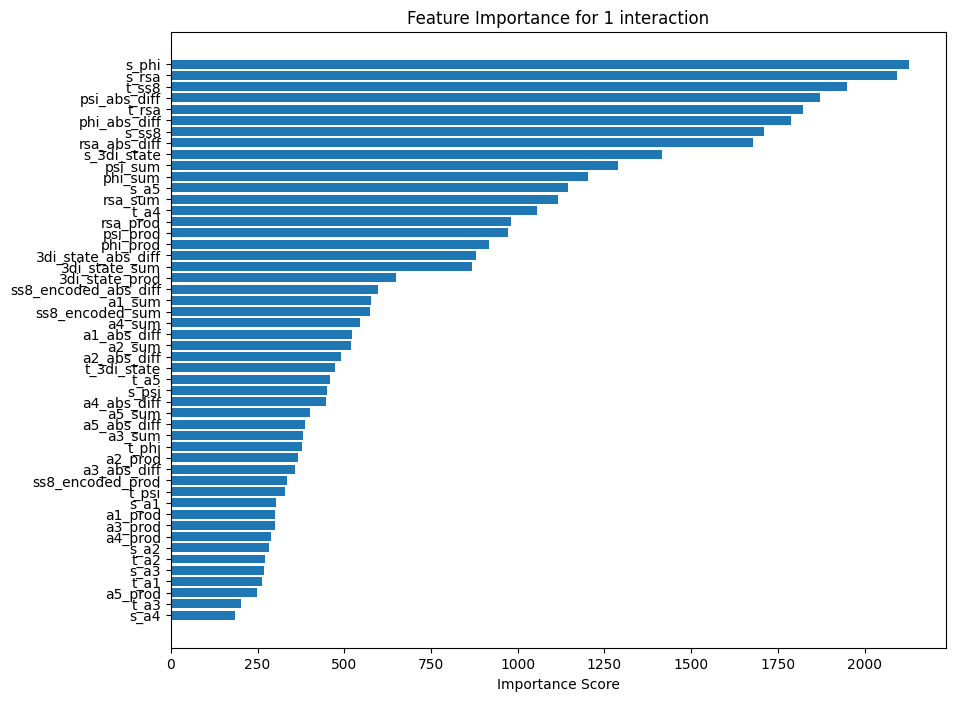 Feature Importance for 1 interaction
s_phi
s_rsa
t_ss8
psi_abs_diff
t_rsa
phi_abs_diff
s_ss8
rsa_abs_diff
s_3di_state
psi_sum
phi_sum
s_a5
rsa_sum
t_a4
rsa_prod
psi_prod
phi_prod
3di_state_abs_diff
3di_state_sum
3di_state_prod
ss8_encoded_abs_diff
a1_sum
ss8_encoded_sum
a4_sum
a1_abs_diff
a2_sum
a2_abs_diff
t_3di_state
t_a5
s_psi
a4_abs_diff
a5_sum
a5_abs_diff
a3_sum
t_phi
a2_prod
a3_abs_diff
ss8_encoded_prod
t_psi
s_a1
a1_prod
a3_prod
a4_prod
s_a2
t_a2
s_a3
t_a1
a5_prod
t_a3
s_a4
0 250 500 750 1000 1250 1500 1750 2000
Importance Score